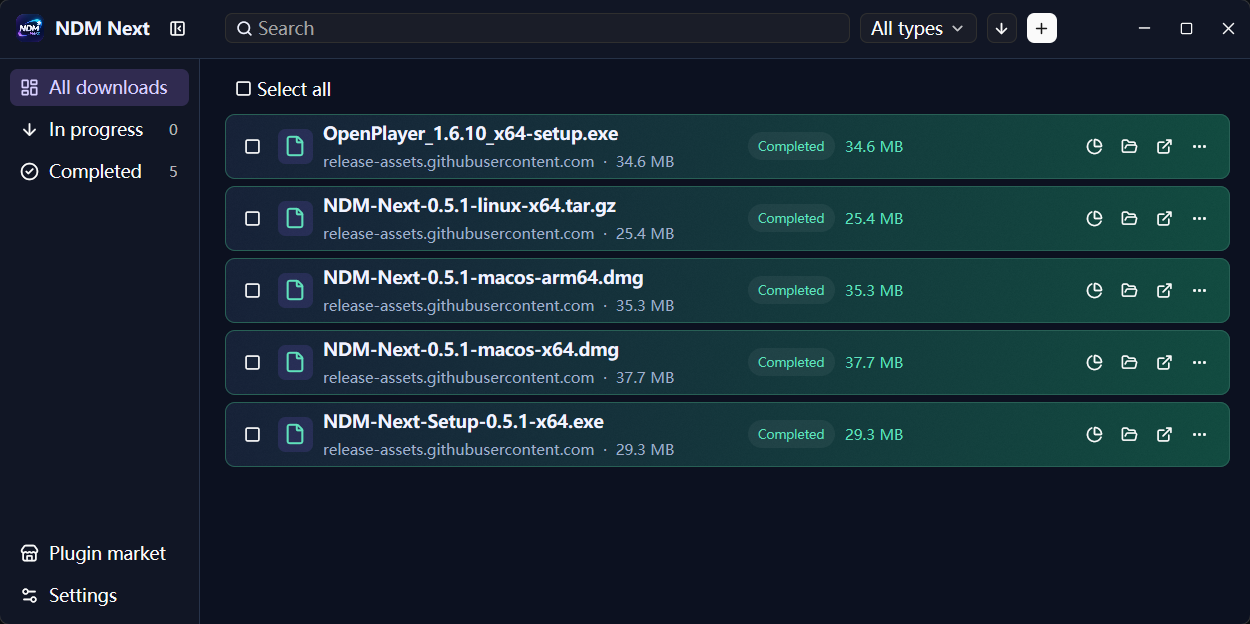 NDM Next
Search
All types
All downloads
In progress 0
Completed 5
Select all
OpenPlayer_1.6.10_x64-setup.exe
release-assets.githubusercontent.com · 34.6 MB
Completed 34.6 MB
NDM-Next-0.5.1-linux-x64.tar.gz
release-assets.githubusercontent.com · 25.4 MB
Completed 25.4 MB
NDM-Next-0.5.1-macos-arm64.dmg
release-assets.githubusercontent.com · 35.3 MB
Completed 35.3 MB
NDM-Next-0.5.1-macos-x64.dmg
release-assets.githubusercontent.com · 37.7 MB
Completed 37.7 MB
NDM-Next-Setup-0.5.1-x64.exe
release-assets.githubusercontent.com · 29.3 MB
Completed 29.3 MB
Plugin market
Settings